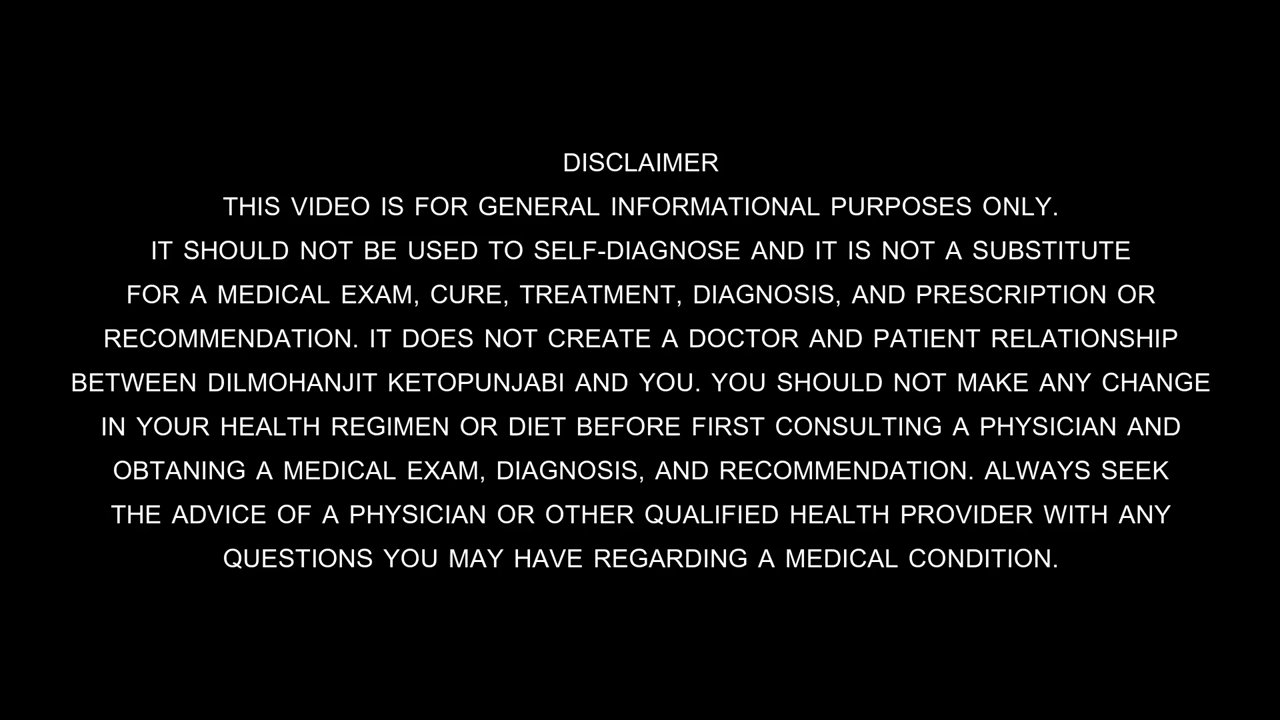 DISCLAIMER
THIS VIDEO IS FOR GENERAL INFORMATIONAL PURPOSES ONLY.
IT SHOULD NOT BE USED TO SELF-DIAGNOSE AND IT IS NOT A SUBSTITUTE
FOR A MEDICAL EXAM, CURE, TREATMENT, DIAGNOSIS, AND PRESCRIPTION OR
RECOMMENDATION. IT DOES NOT CREATE A DOCTOR AND PATIENT RELATIONSHIP
BETWEEN DILMOHANJIT KETOPUNJABI AND YOU. YOU SHOULD NOT MAKE ANY CHANGE
IN YOUR HEALTH REGIMEN OR DIET BEFORE FIRST CONSULTING A PHYSICIAN AND
OBTANING A MEDICAL EXAM, DIAGNOSIS, AND RECOMMENDATION. ALWAYS SEEK
THE ADVICE OF A PHYSICIAN OR OTHER QUALIFIED HEALTH PROVIDER WITH ANY
QUESTIONS YOU MAY HAVE REGARDING A MEDICAL CONDITION.